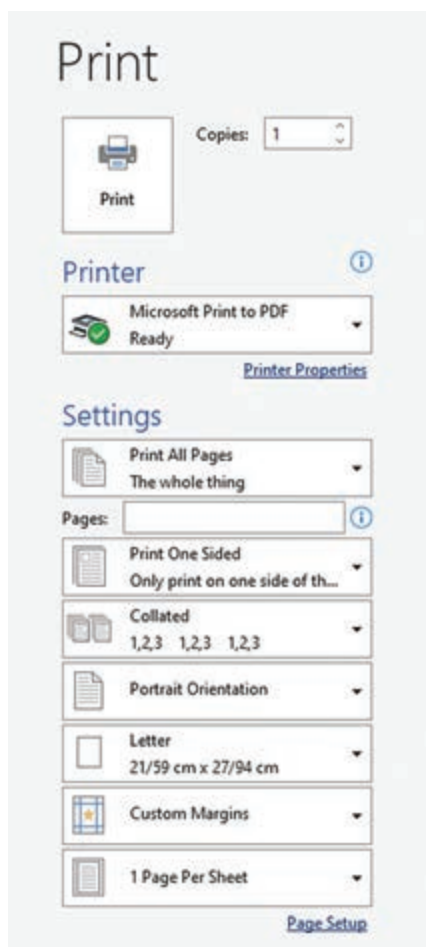 Print
Copies: 1
Print
Printer
Microsoft Print to PDF
Ready
Printer Properties
Settings
Print All Pages
The whole thing
Pages:
Print One Sided
Only print on one side of th...
Collated
1,2,3 1,2,3 1,2,3
Portrait Orientation
Letter
21/59 cm x 27/94 cm
Custom Margins
1 Page Per Sheet
Page Setup